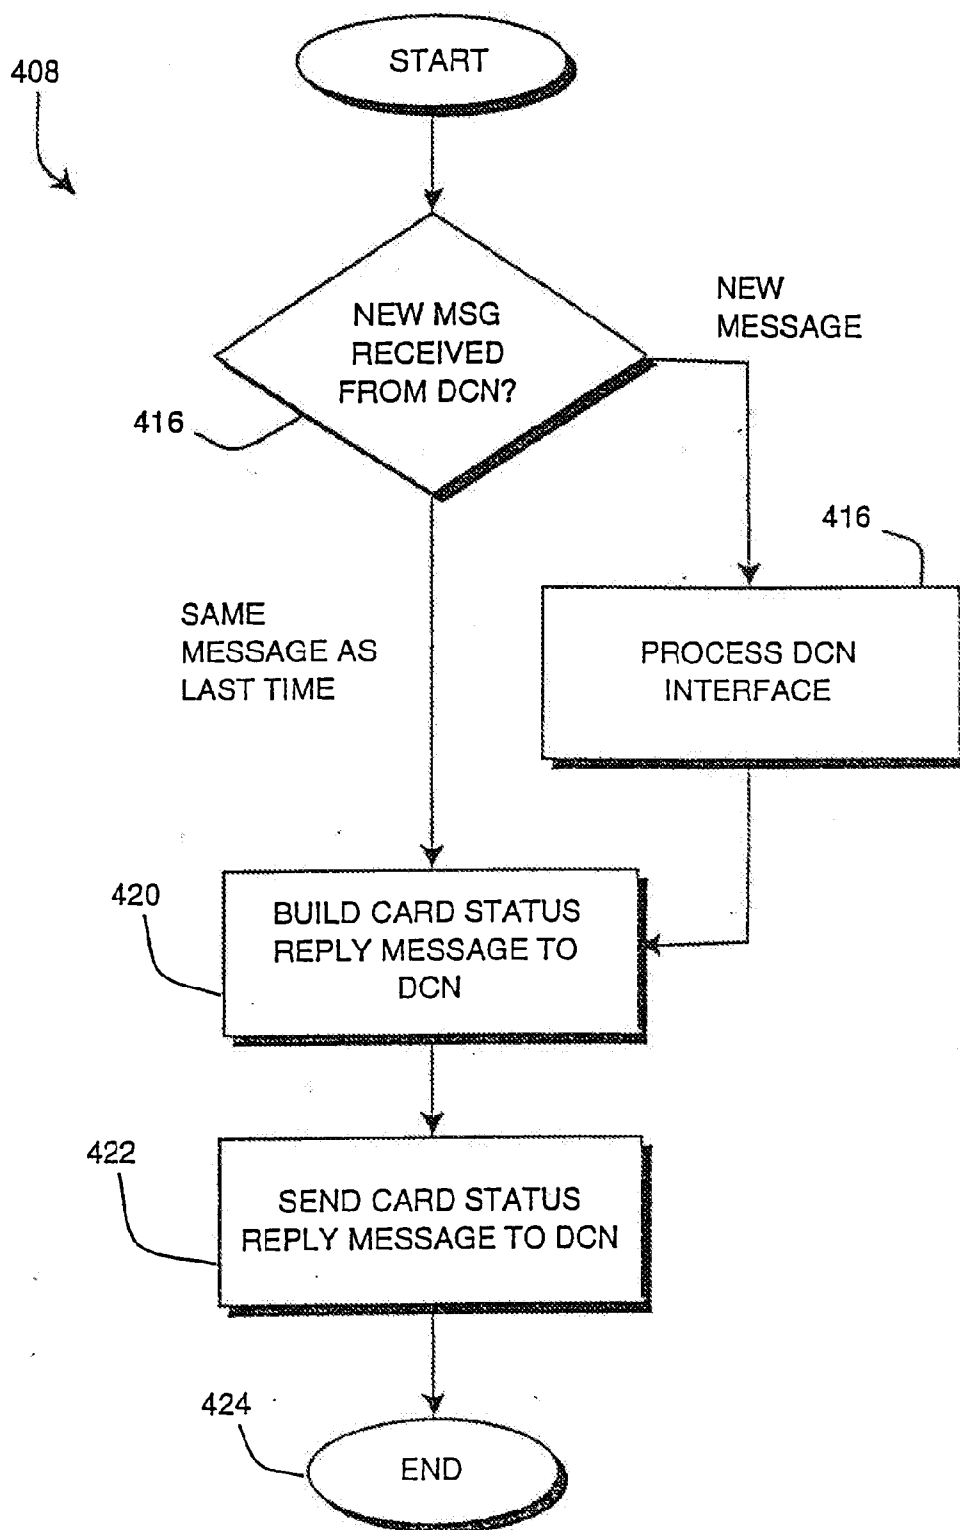 START
408
NEW MSG
RECEIVED
FROM DCN?
NEW
MESSAGE
416
416
SAME
MESSAGE AS
LAST TIME
PROCESS DCN
INTERFACE
420
BUILD CARD STATUS
REPLY MESSAGE TO
DCN
422
SEND CARD STATUS
REPLY MESSAGE TO DCN
424
END